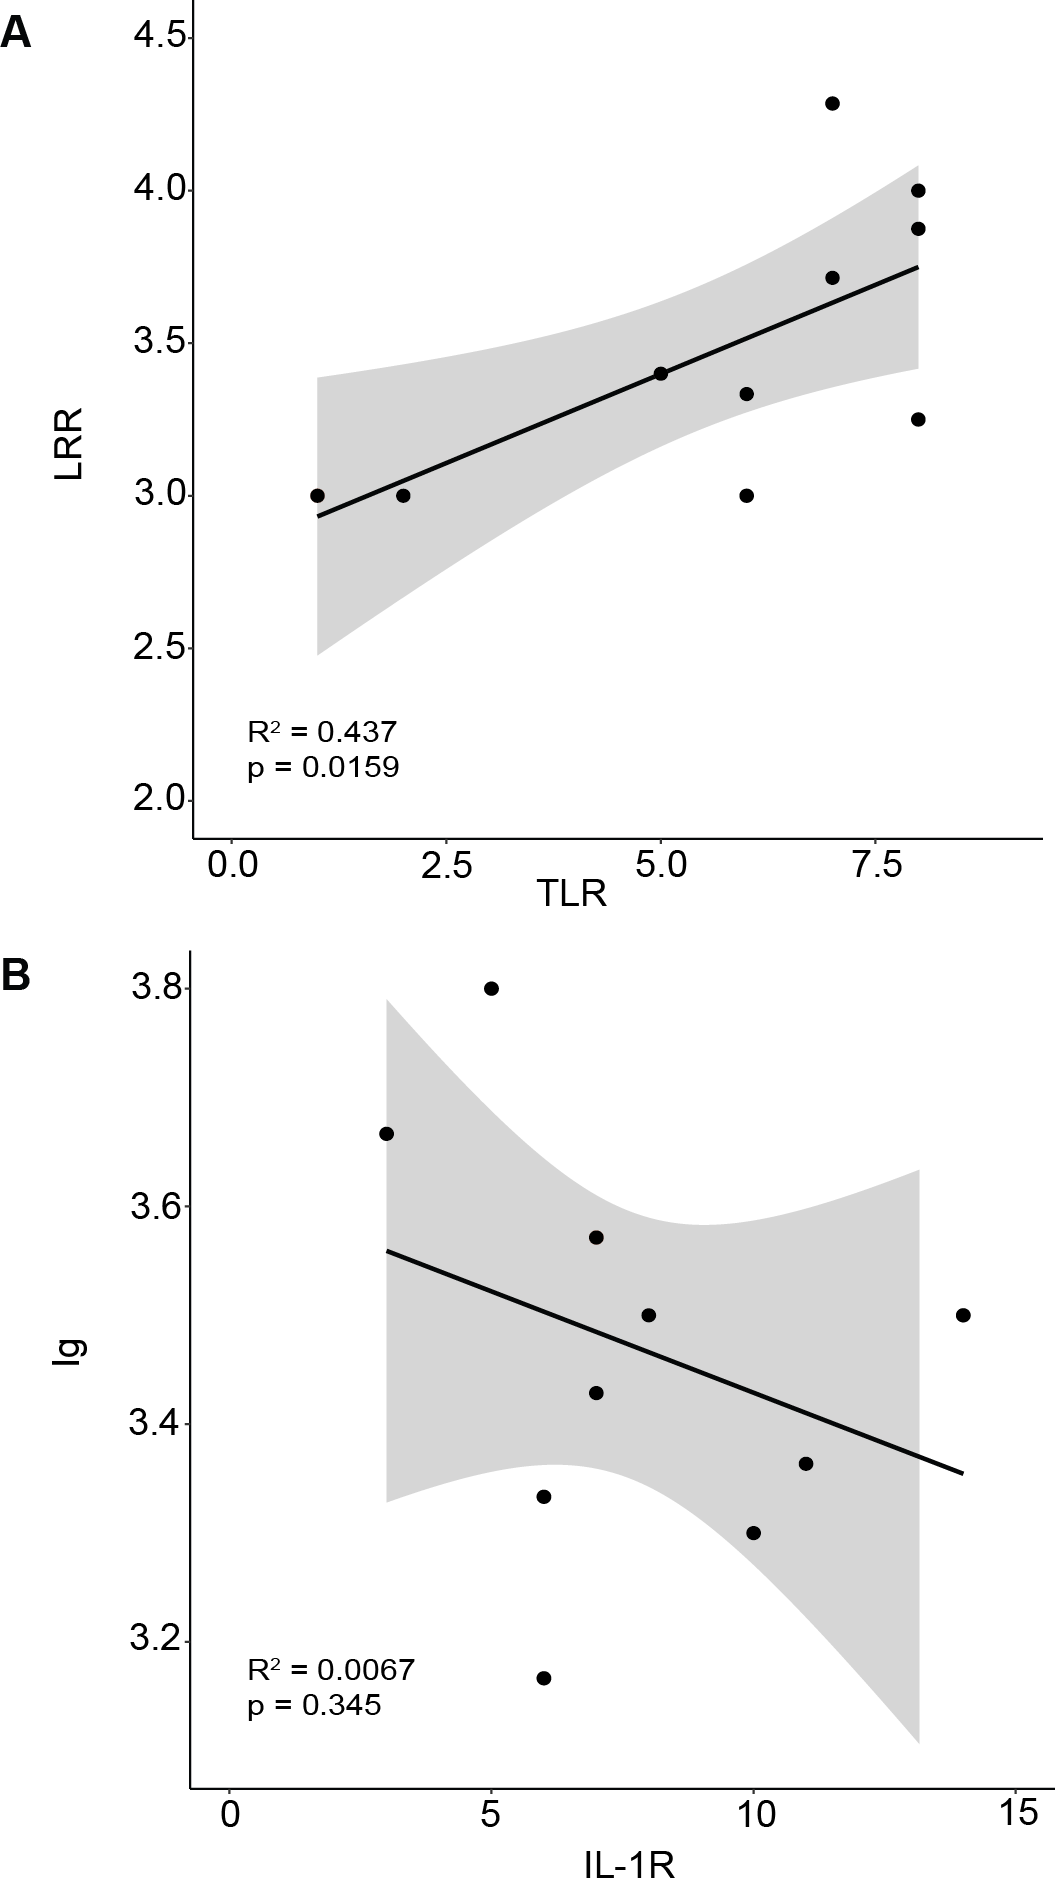 A
4.5
4.0
3.5
3.0
2.5
2.0
LRR
R² = 0.437
p = 0.0159
0.0 2.5 5.0 7.5
TLR
B
3.8
3.6
3.4
3.2
Ig
R² = 0.0067
p = 0.345
0 5 10 15
IL-1R